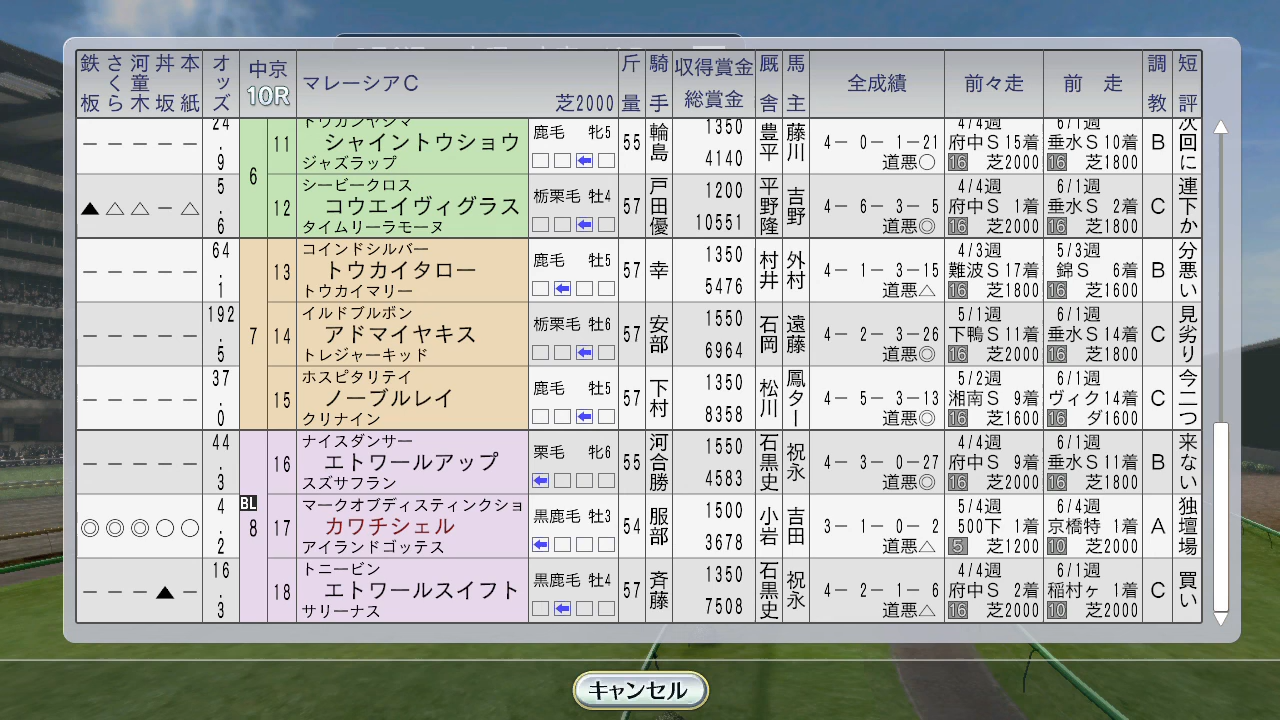 鉄板 さくら 河童木 丼坂 本紙 オッズ 中京 10R マレーシアC 芝2000 斤量 騎手 収得賞金 総賞金 厩舎 馬主 全成績 前々走 前走 調教 短評
－－－－－ 24.9 6 11 トウカンヤシマ 鹿毛 牝5 55 輪島 1350 豊平 藤川 4－ 0－ 1－21 4/4週 6/1週 B 次回に
シャイントウショウ 府中S 15着 垂水S 10着
ジャズラップ 4140 道悪○ 16 芝2000 16 芝1800
▲△△－△ 5.6 12 シービークロス 栃栗毛 牡4 57 戸田優 1200 平野隆 吉野 4－ 6－ 3－ 5 4/4週 6/1週 C 連下か
コウエイヴィグラス 府中S 1着 垂水S 2着
タイムリーラモーヌ 10551 道悪◎ 16 芝2000 16 芝1800
－－－－－ 64.1 7 13 コインドシルバー 鹿毛 牡5 57 幸 1350 村井 外村 4－ 1－ 3－15 4/3週 5/3週 B 分悪い
トウカイタロー 難波S 17着 錦S 6着
トウカイマリー 5476 道悪△ 16 芝1800 16 芝1600
－－－－－ 192.5 14 イルドブルボン 栃栗毛 牡6 57 安部 1550 石岡 遠藤 4－ 2－ 3－26 5/1週 6/1週 C 見劣り
アドマイヤキス 下鴨S 11着 垂水S 14着
トレジャーキッド 6964 道悪◎ 16 芝2000 16 芝1800
－－－－－ 37.0 15 ホスピタリテイ 鹿毛 牡5 57 下村 1350 松川 鳳ター 4－ 5－ 3－13 5/2週 6/1週 C 今二つ
ノーブルレイ 湘南S 9着 ヴィク 14着
クリナイン 8358 道悪◎ 16 芝1600 16 ダ1600
－－－－－ 44.3 8 16 ナイスダンサー 栗毛 牝6 55 河合勝 1550 石黒史 祝永 4－ 3－ 0－27 4/4週 6/1週 B 来ない
エトワールアップ 府中S 9着 垂水S 11着
スズサフラン 4583 道悪◎ 16 芝2000 16 芝1800
◎◎◎○○ 4.2 BL 17 マークオブディスティンクショ 黒鹿毛 牡3 54 服部 1500 小岩 吉田 3－ 1－ 0－ 2 5/4週 6/4週 A 独壇場
カワチシェル 500下 1着 京橋特 1着
アイランドゴッテス 3678 道悪△ 5 芝1200 10 芝2000
－－－▲－ 16.3 18 トニービン 黒鹿毛 牡4 57 斉藤 1350 石黒史 祝永 4－ 2－ 1－ 6 4/4週 6/1週 C 買い
エトワールスイフト 府中S 2着 稲村ヶ 1着
サリーナス 7508 道悪△ 16 芝2000 10 芝2000
キャンセル